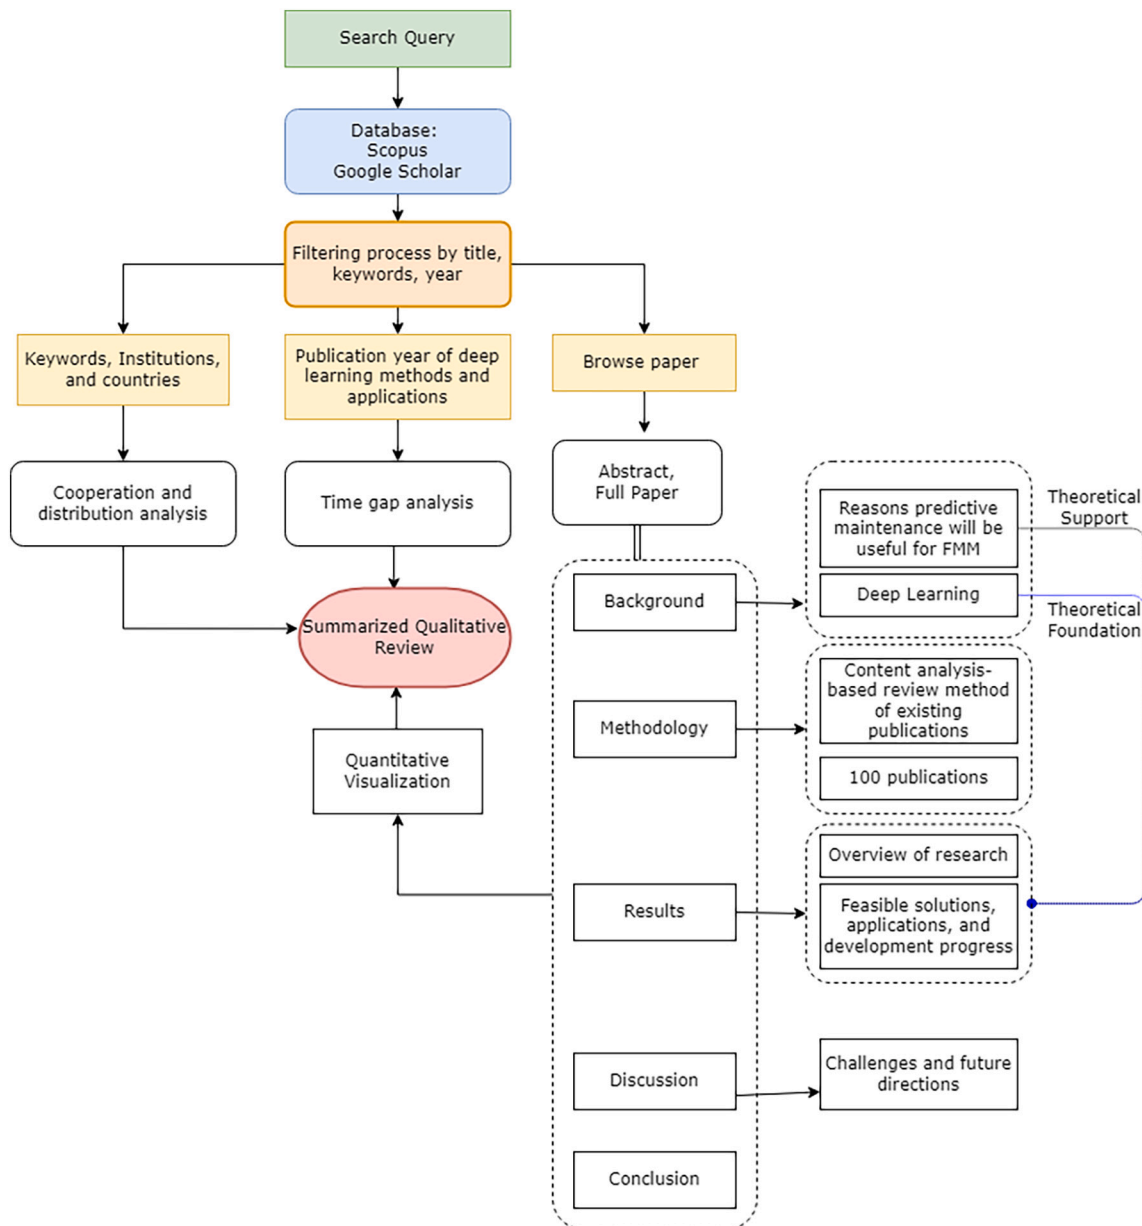 Search Query
Database:
Scopus
Google Scholar
Filtering process by title,
keywords, year
Keywords, Institutions,
and countries
Publication year of deep
learning methods and
applications
Browse paper
Cooperation and
distribution analysis
Time gap analysis
Abstract,
Full Paper
Summarized Qualitative
Review
Quantitative
Visualization
Background
Reasons predictive
maintenance will be
useful for FMM
Deep Learning
Theoretical
Support
Theoretical
Foundation
Methodology
Content analysis-
based review method
of existing
publications
100 publications
Results
Overview of research
Feasible solutions,
applications, and
development progress
Discussion
Challenges and future
directions
Conclusion